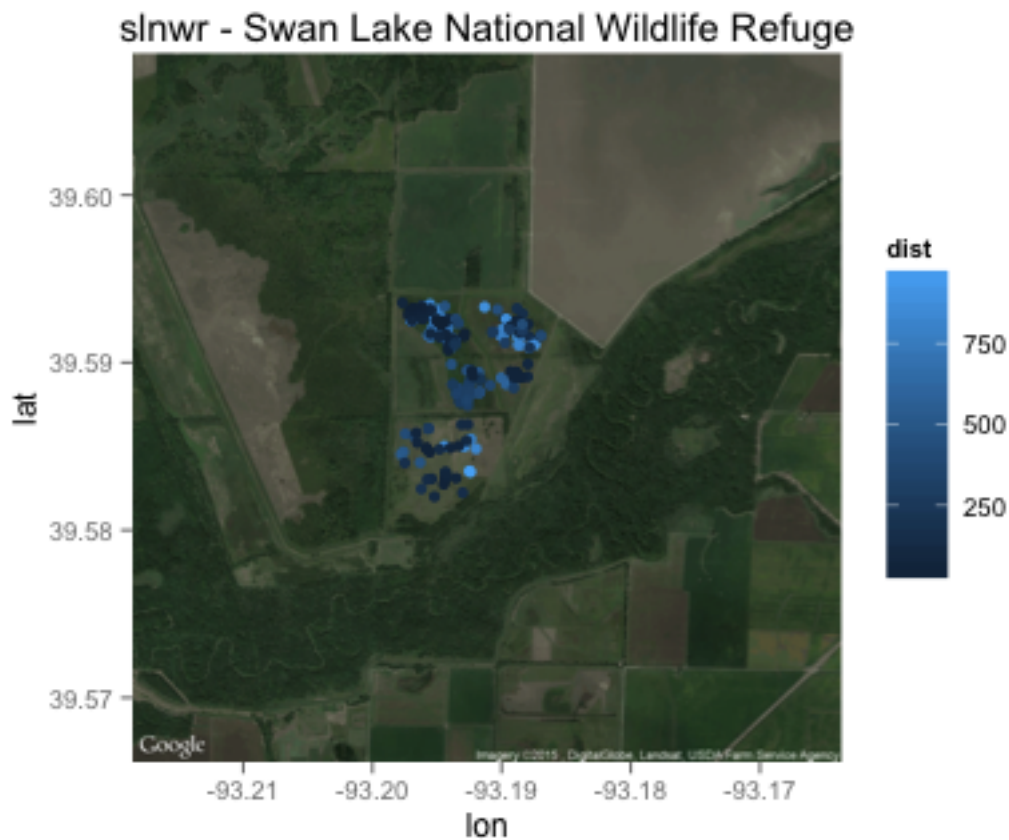 slnwr - Swan Lake National Wildlife Refuge
39.60
39.59
39.58
39.57
lat
-93.21
-93.20
-93.19
-93.18
-93.17
lon
dist
750
500
250
Google
Imagery ©2015 , DigitalGlobe, Landsat, USDA Farm Service Agency